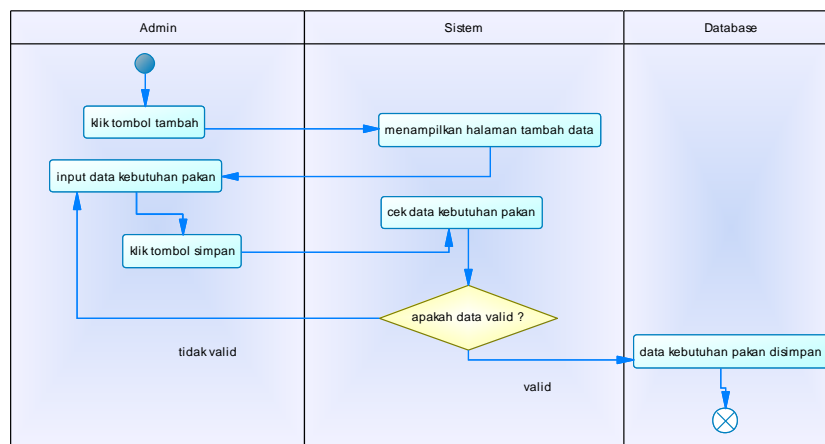 Admin
Sistem
Database
klik tombol tambah
menampilkan halaman tambah data
input data kebutuhan pakan
cek data kebutuhan pakan
klik tombol simpan
apakah data valid ?
tidak valid
data kebutuhan pakan disimpan
valid